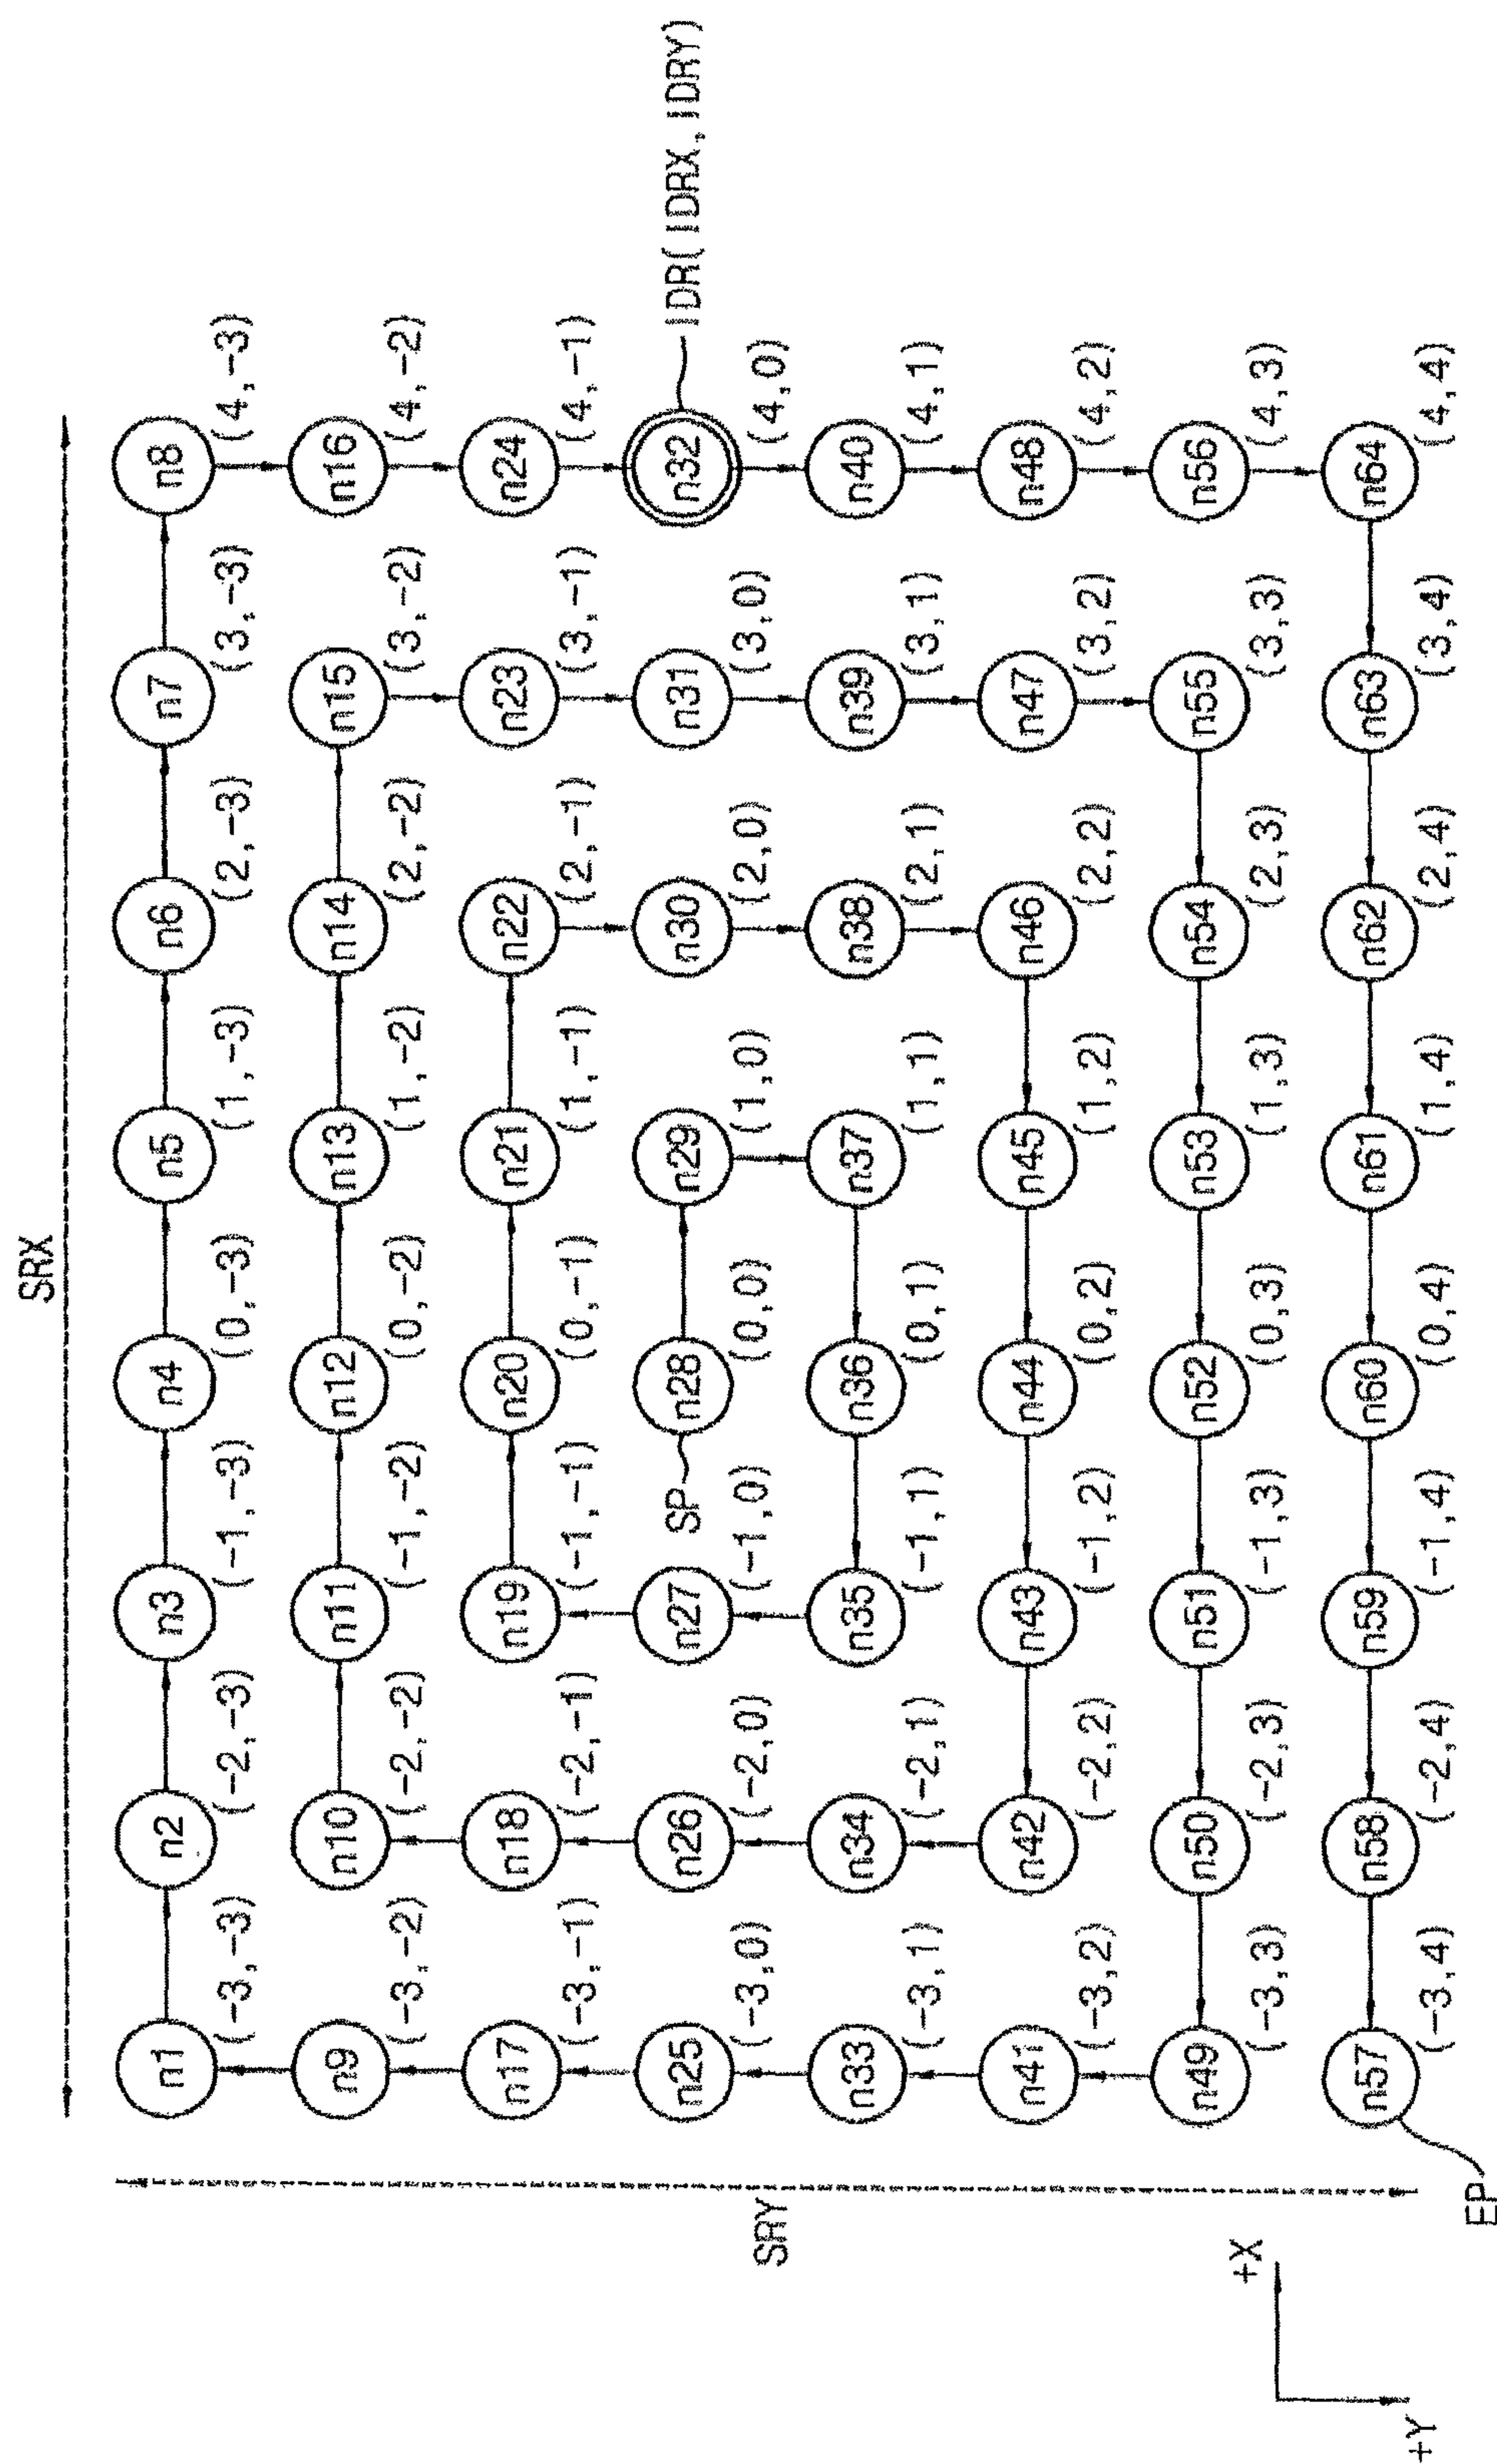 SRX
n1 n2 n3 n4 n5 n6 n7 n8
(-3,-3) (-2,-3) (-1,-3) (0,-3) (1,-3) (2,-3) (3,-3) (4,-3)
n9 n10 n11 n12 n13 n14 n15 n16
(-3,-2) (-2,-2) (-1,-2) (0,-2) (1,-2) (2,-2) (3,-2) (4,-2)
n17 n18 n19 n20 n21 n22 n23 n24
(-3,-1) (-2,-1) (-1,-1) (0,-1) (1,-1) (2,-1) (3,-1) (4,-1)
n25 n26 n27 SP n28 n29 n30 n31 n32 IDR(IDRX,IDRY)
(-3,0) (-2,0) (-1,0) (0,0) (1,0) (2,0) (3,0) (4,0)
SRY
n33 n34 n35 n36 n37 n38 n39 n40
(-3,1) (-2,1) (-1,1) (0,1) (1,1) (2,1) (3,1) (4,1)
n41 n42 n43 n44 n45 n46 n47 n48
(-3,2) (-2,2) (-1,2) (0,2) (1,2) (2,2) (3,2) (4,2)
n49 n50 n51 n52 n53 n54 n55 n56
(-3,3) (-2,3) (-1,3) (0,3) (1,3) (2,3) (3,3) (4,3)
n57 n58 n59 n60 n61 n62 n63 n64
(-3,4) (-2,4) (-1,4) (0,4) (1,4) (2,4) (3,4) (4,4)
+X
+Y
EP